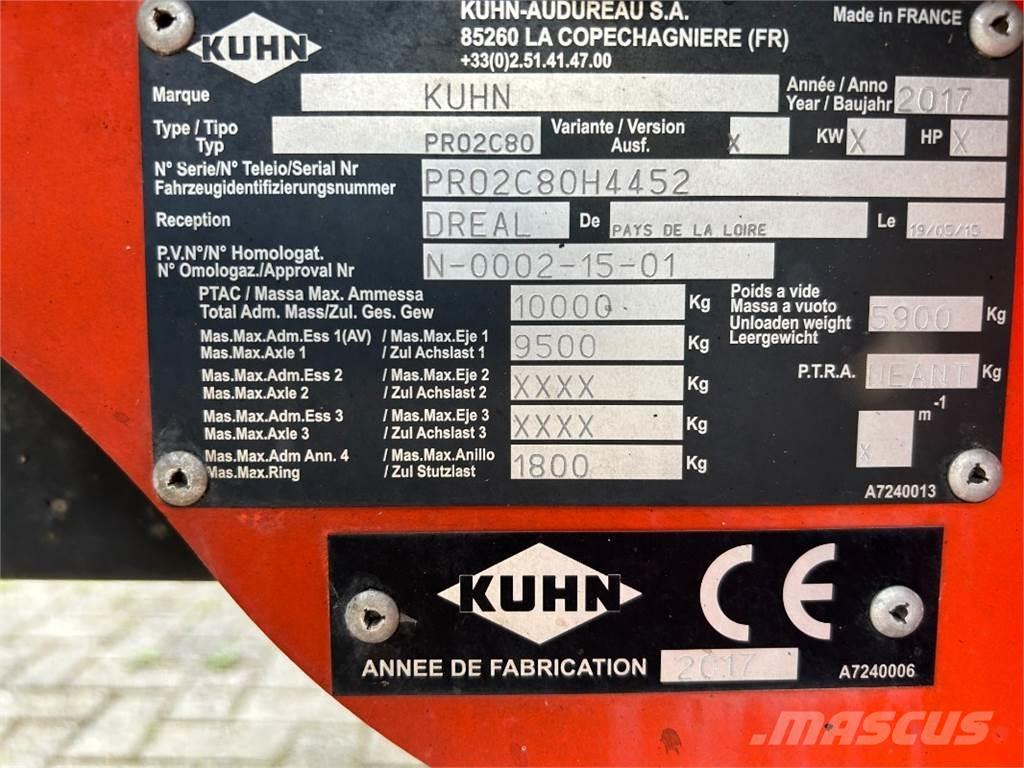 KUHN
KUHN-AUDUREAU S.A.
85260 LA COPECHAGNIERE (FR)
+33(0)2.51.41.47.00
Made in FRANCE
Marque KUHN Année / Anno
Year / Baujahr 2017
Type / Tipo
Typ PR02C80 Variante / Version
Ausf. X KW X HP X
N° Serie/N° Teleio/Serial Nr
Fahrzeugidentifizierungsnummer PR02C80H4452
Reception DREAL De PAYS DE LA LOIRE Le
P.V.N°/N° Homologat.
N° Omologaz./Approval Nr N-0002-15-01
PTAC / Massa Max. Ammessa
Total Adm. Mass/Zul. Ges. Gew 10000 Kg
Poids a vide
Massa a vuoto
Unloaden weight
Leergewicht 5900 Kg
Mas.Max.Adm.Ess 1(AV) / Mas.Max.Eje 1
Mas.Max.Axle 1 / Zul Achslast 1 9500 Kg
Mas.Max.Adm.Ess 2 / Mas.Max.Eje 2
Mas.Max.Axle 2 / Zul Achslast 2 XXXX Kg
P.T.R.A. NEANT Kg
Mas.Max.Adm.Ess 3 / Mas.Max.Eje 3
Mas.Max.Axle 3 / Zul Achslast 3 XXXX Kg
X m-1
Mas.Max.Adm Ann. 4 / Mas.Max.Anillo
Mas.Max.Ring / Zul Stutzlast 1800 Kg
A7240013
KUHN CE
ANNEE DE FABRICATION 2017
A7240006
MASCUS